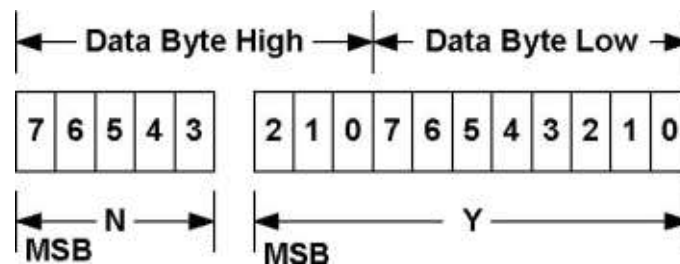 Data Byte High Data Byte Low
7 6 5 4 3 2 1 0 7 6 5 4 3 2 1 0
N Y
MSB MSB